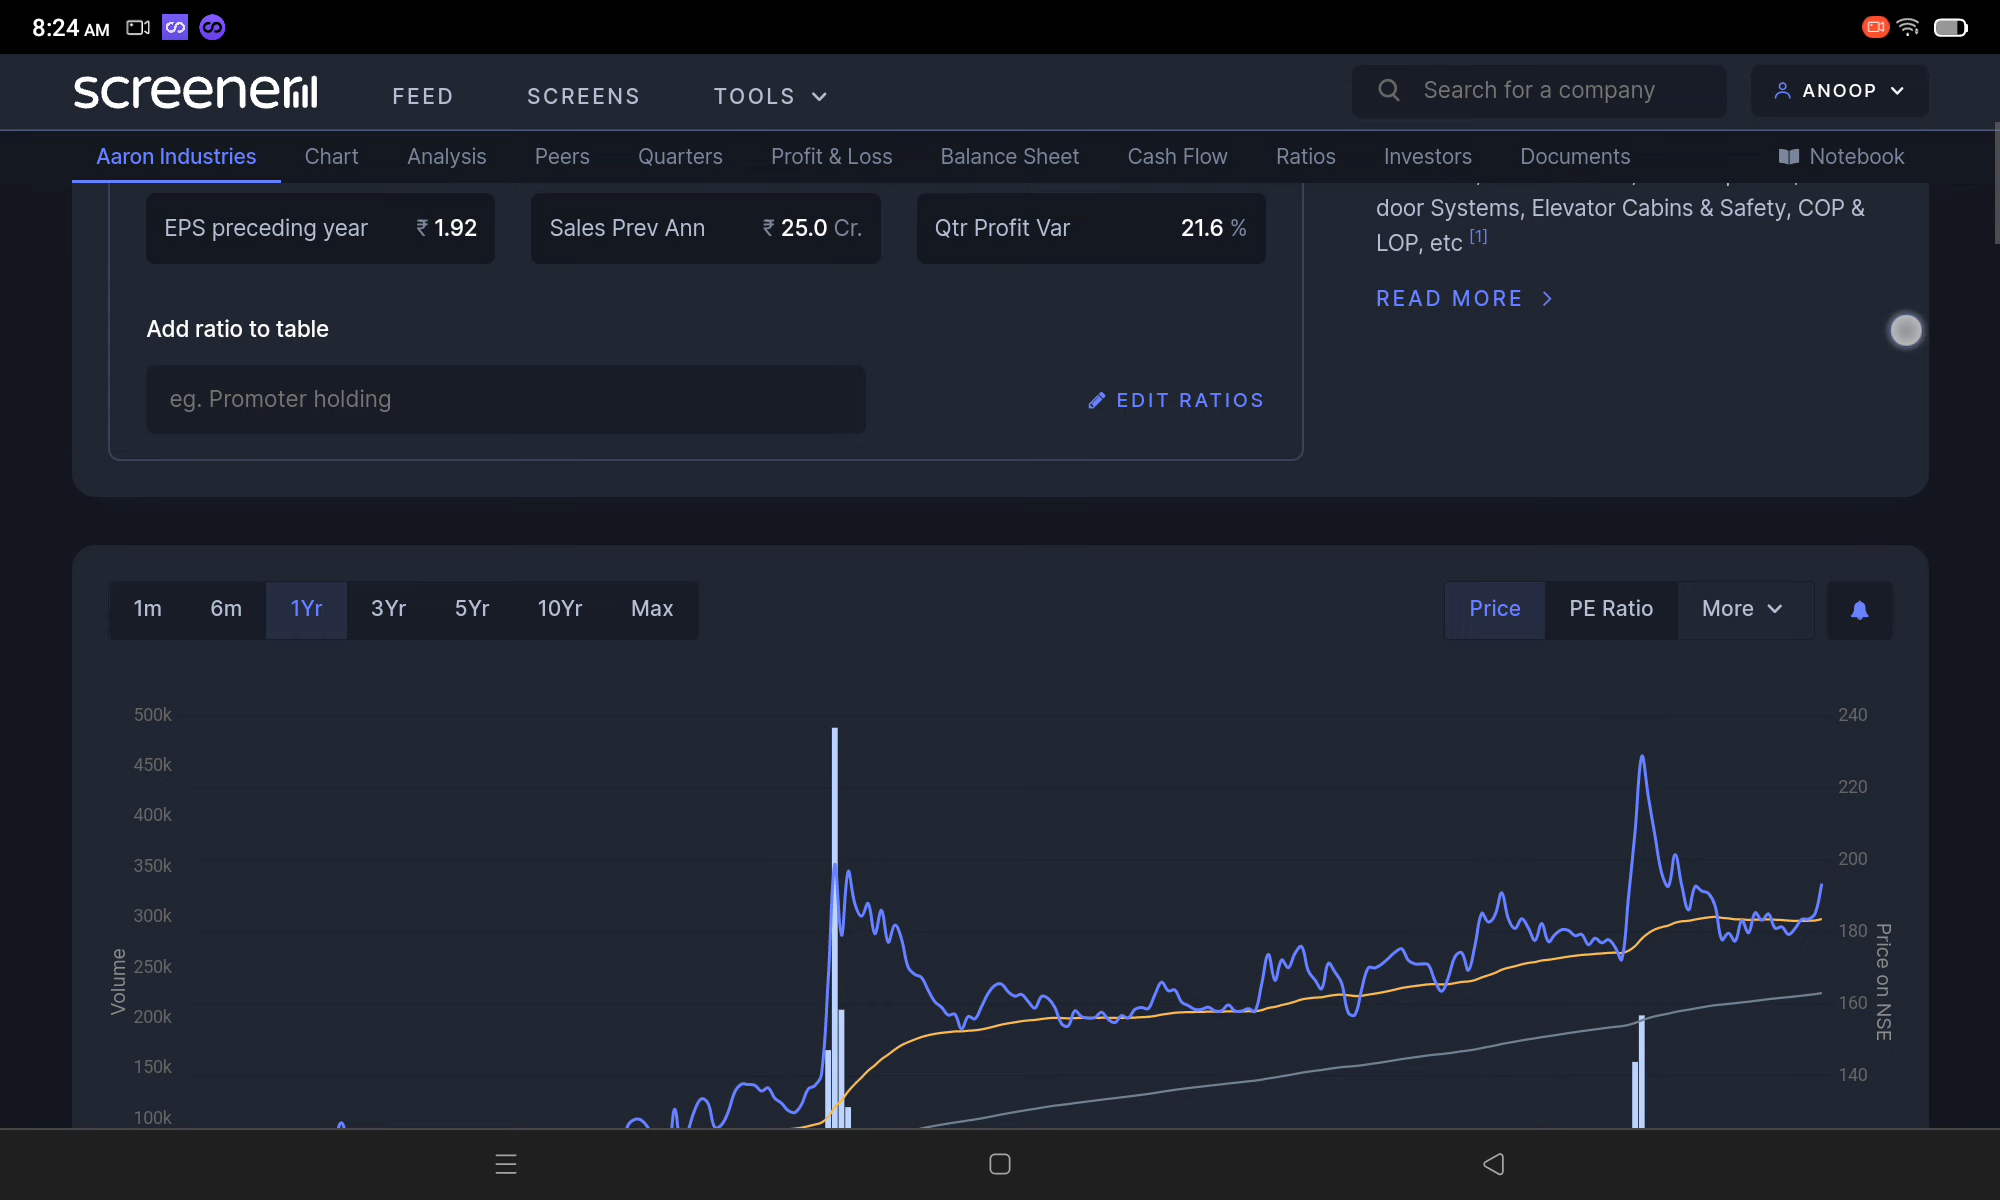 8:24 AM
screener
FEED
SCREENS
TOOLS
Search for a company
ANOOP
Aaron Industries
Chart
Analysis
Peers
Quarters
Profit & Loss
Balance Sheet
Cash Flow
Ratios
Investors
Documents
Notebook
EPS preceding year ₹ 1.92
Sales Prev Ann ₹ 25.0 Cr.
Qtr Profit Var 21.6 %
door Systems, Elevator Cabins & Safety, COP &
LOP, etc [1]
READ MORE
Add ratio to table
eg. Promoter holding
EDIT RATIOS
1m
6m
1Yr
3Yr
5Yr
10Yr
Max
Price
PE Ratio
More
500k
450k
400k
350k
300k
250k
200k
150k
100k
Volume
240
220
200
180
160
140
Price on NSE